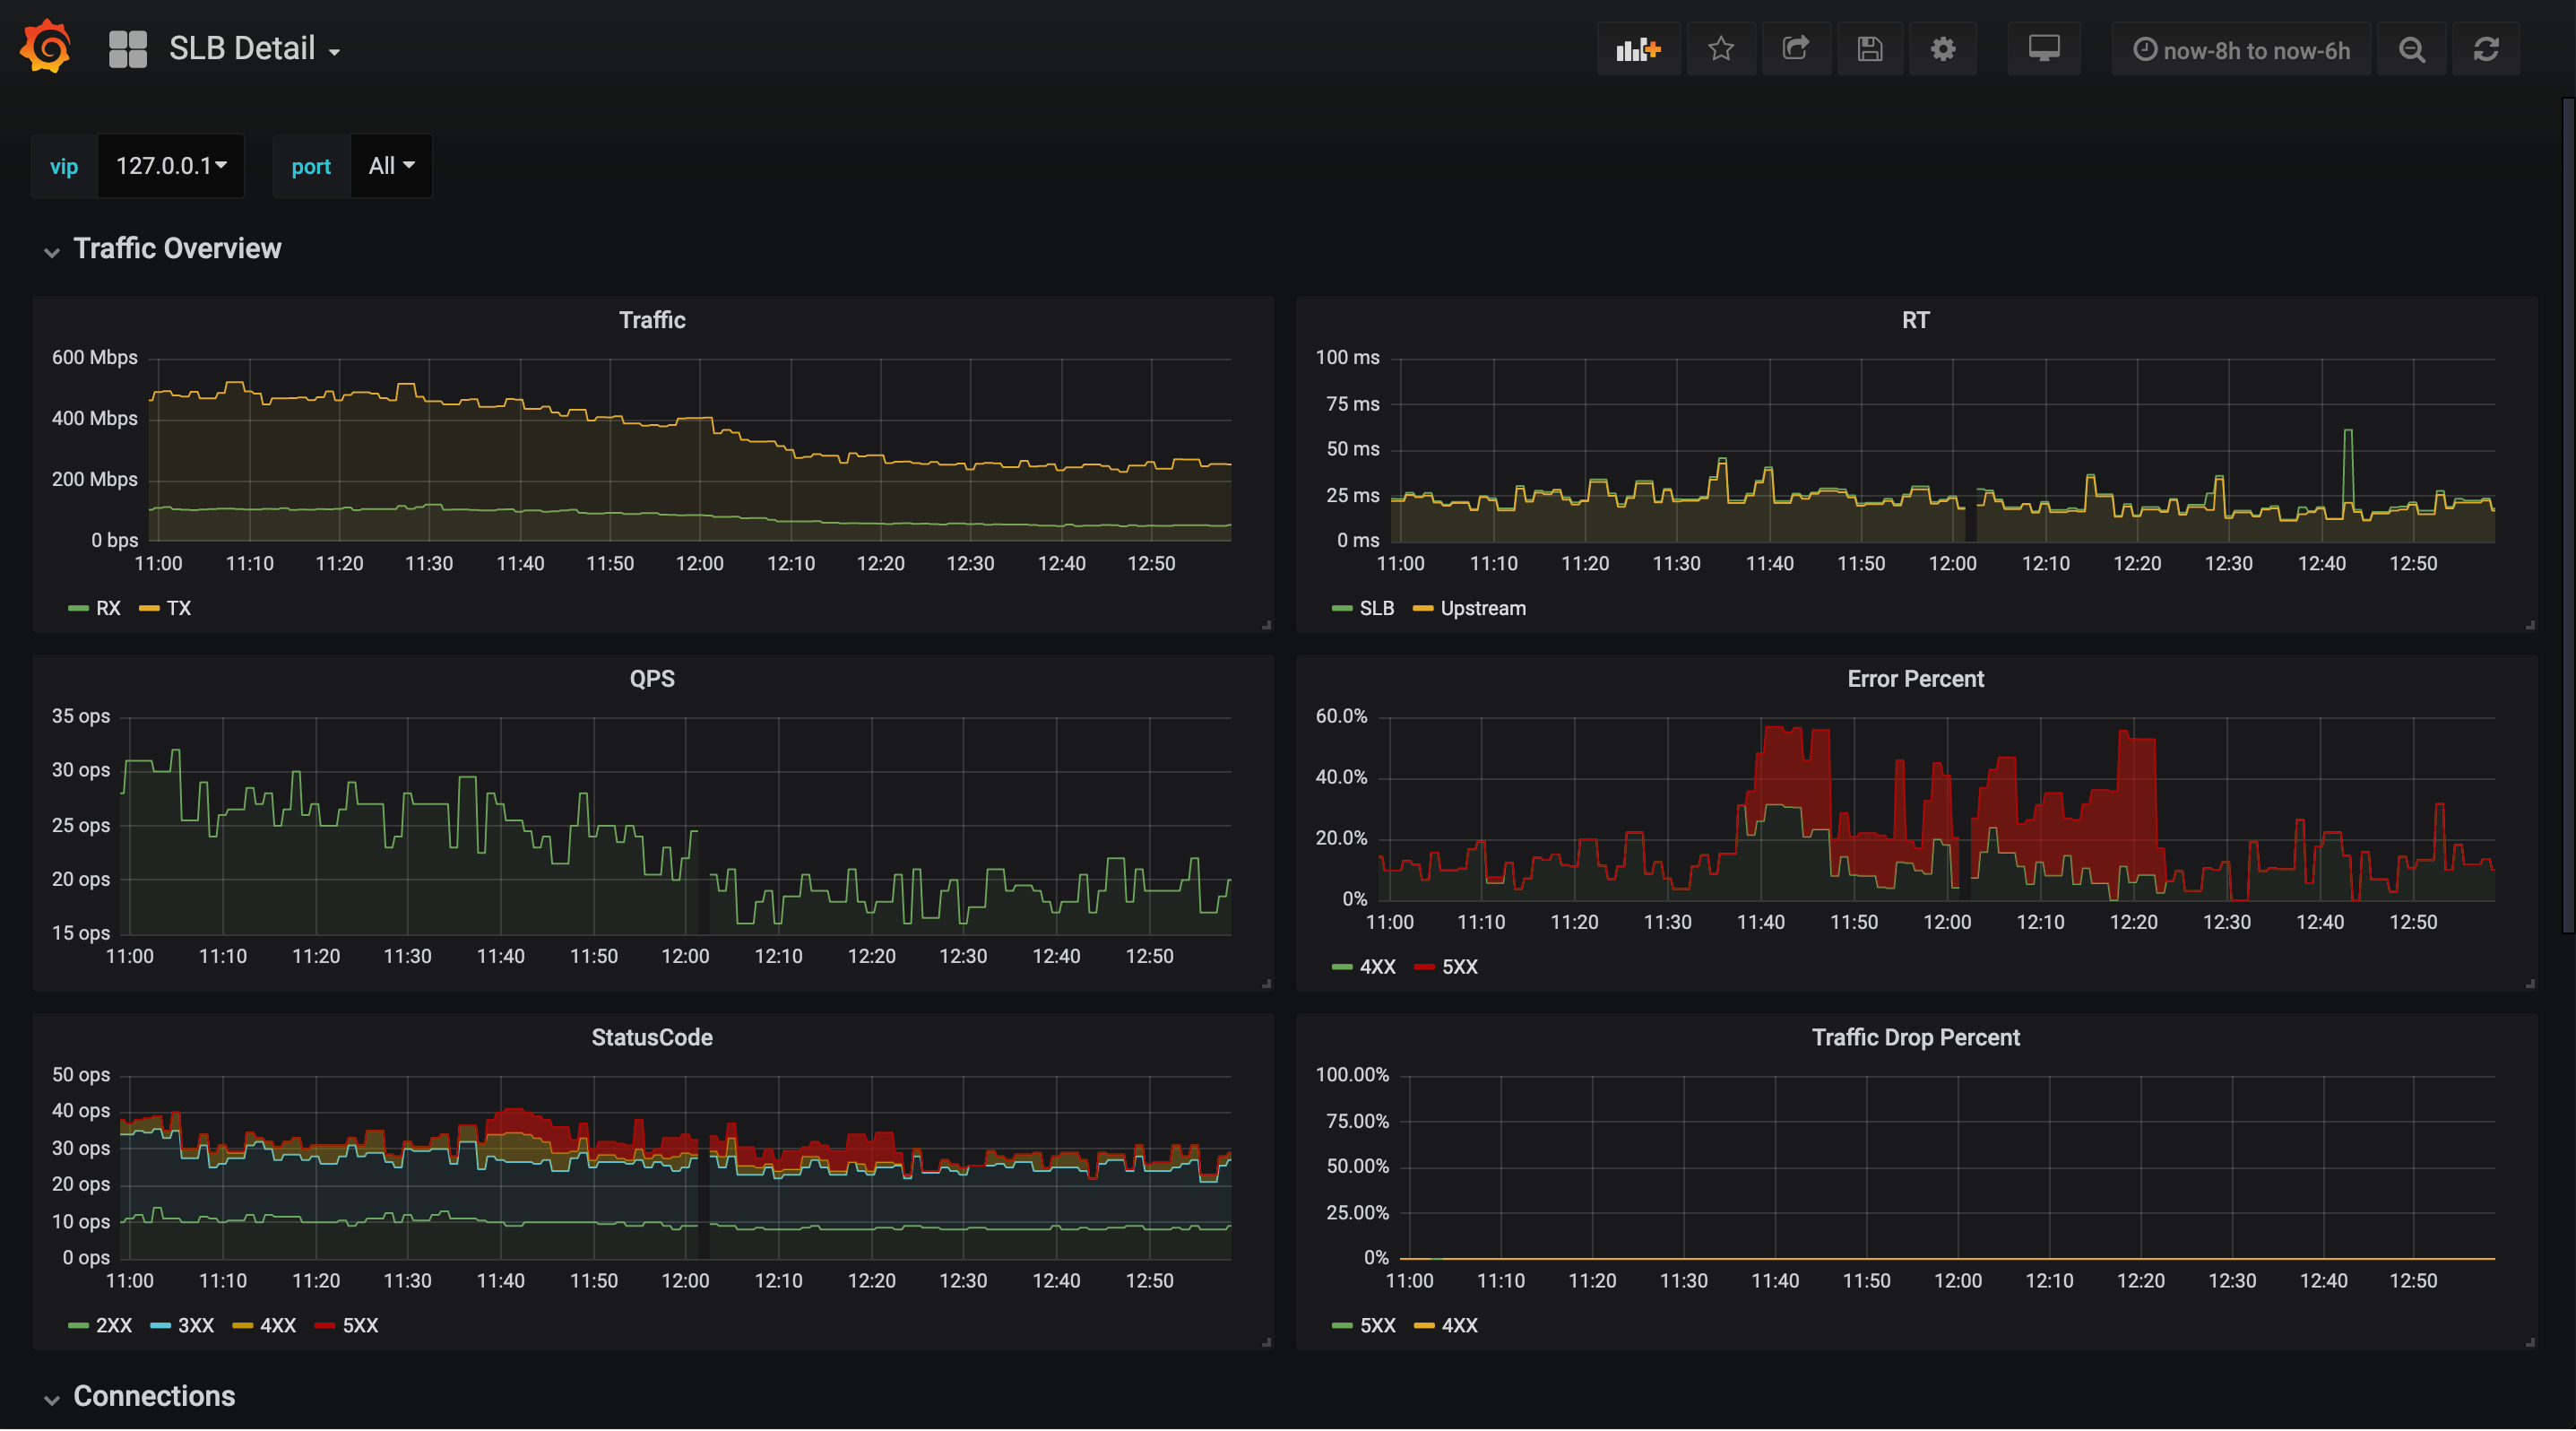 SLB Detail
now-8h to now-6h
vip 127.0.0.1 port All
Traffic Overview
Traffic
600 Mbps
400 Mbps
200 Mbps
0 bps
11:00 11:10 11:20 11:30 11:40 11:50 12:00 12:10 12:20 12:30 12:40 12:50
RX TX
RT
100 ms
75 ms
50 ms
25 ms
0 ms
11:00 11:10 11:20 11:30 11:40 11:50 12:00 12:10 12:20 12:30 12:40 12:50
SLB Upstream
QPS
35 ops
30 ops
25 ops
20 ops
15 ops
11:00 11:10 11:20 11:30 11:40 11:50 12:00 12:10 12:20 12:30 12:40 12:50
Error Percent
60.0%
40.0%
20.0%
0%
11:00 11:10 11:20 11:30 11:40 11:50 12:00 12:10 12:20 12:30 12:40 12:50
4XX 5XX
StatusCode
50 ops
40 ops
30 ops
20 ops
10 ops
0 ops
11:00 11:10 11:20 11:30 11:40 11:50 12:00 12:10 12:20 12:30 12:40 12:50
2XX 3XX 4XX 5XX
Traffic Drop Percent
100.00%
75.00%
50.00%
25.00%
0%
11:00 11:10 11:20 11:30 11:40 11:50 12:00 12:10 12:20 12:30 12:40 12:50
5XX 4XX
Connections